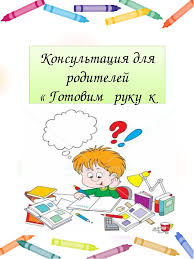 Консультация для
родителей
« Готовим руку к